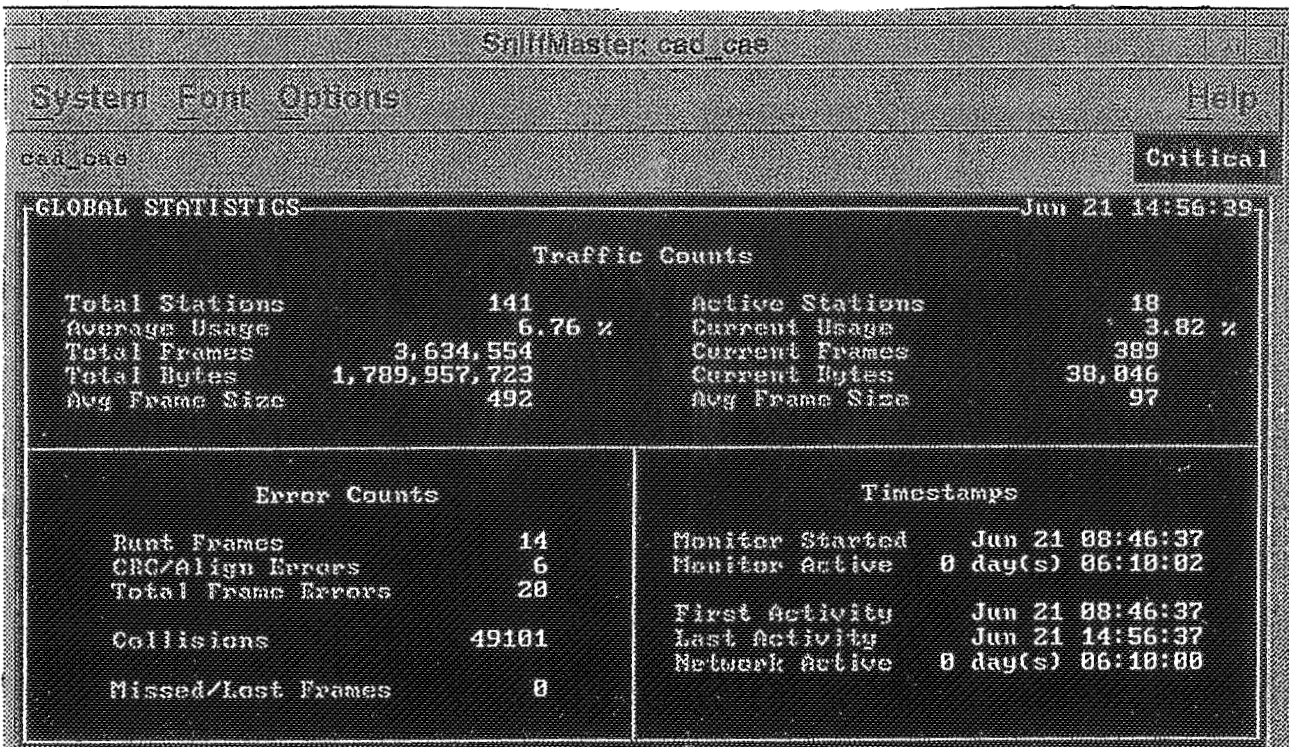 SniffMaster: cad_cae
System Font Options Help
cad_cae Critical
GLOBAL STATISTICS Jun 21 14:56:39
Traffic Counts
Total Stations 141 Active Stations 18
Average Usage 6.76 % Current Usage 3.82 %
Total Frames 3,634,554 Current Frames 389
Total Bytes 1,789,957,723 Current Bytes 38,046
Avg Frame Size 492 Avg Frame Size 97
Error Counts Timestamps
Runt Frames 14 Monitor Started Jun 21 08:46:37
CRC/Align Errors 6 Monitor Active 0 day(s) 06:10:02
Total Frame Errors 20
First Activity Jun 21 08:46:37
Collisions 49101 Last Activity Jun 21 14:56:37
Network Active 0 day(s) 06:10:00
Missed/Lost Frames 0